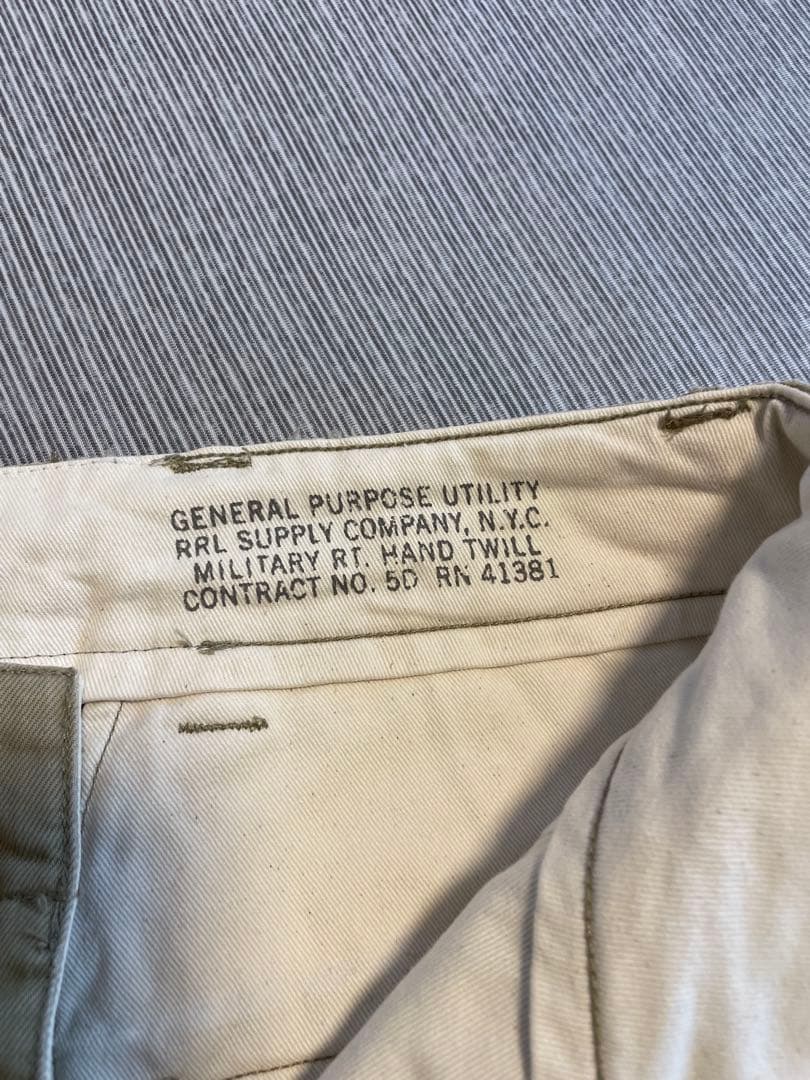 GENERAL PURPOSE UTILITY
RRL SUPPLY COMPANY, N.Y.C.
MILITARY RT. HAND TWILL
CONTRACT NO. 5D RN 41381